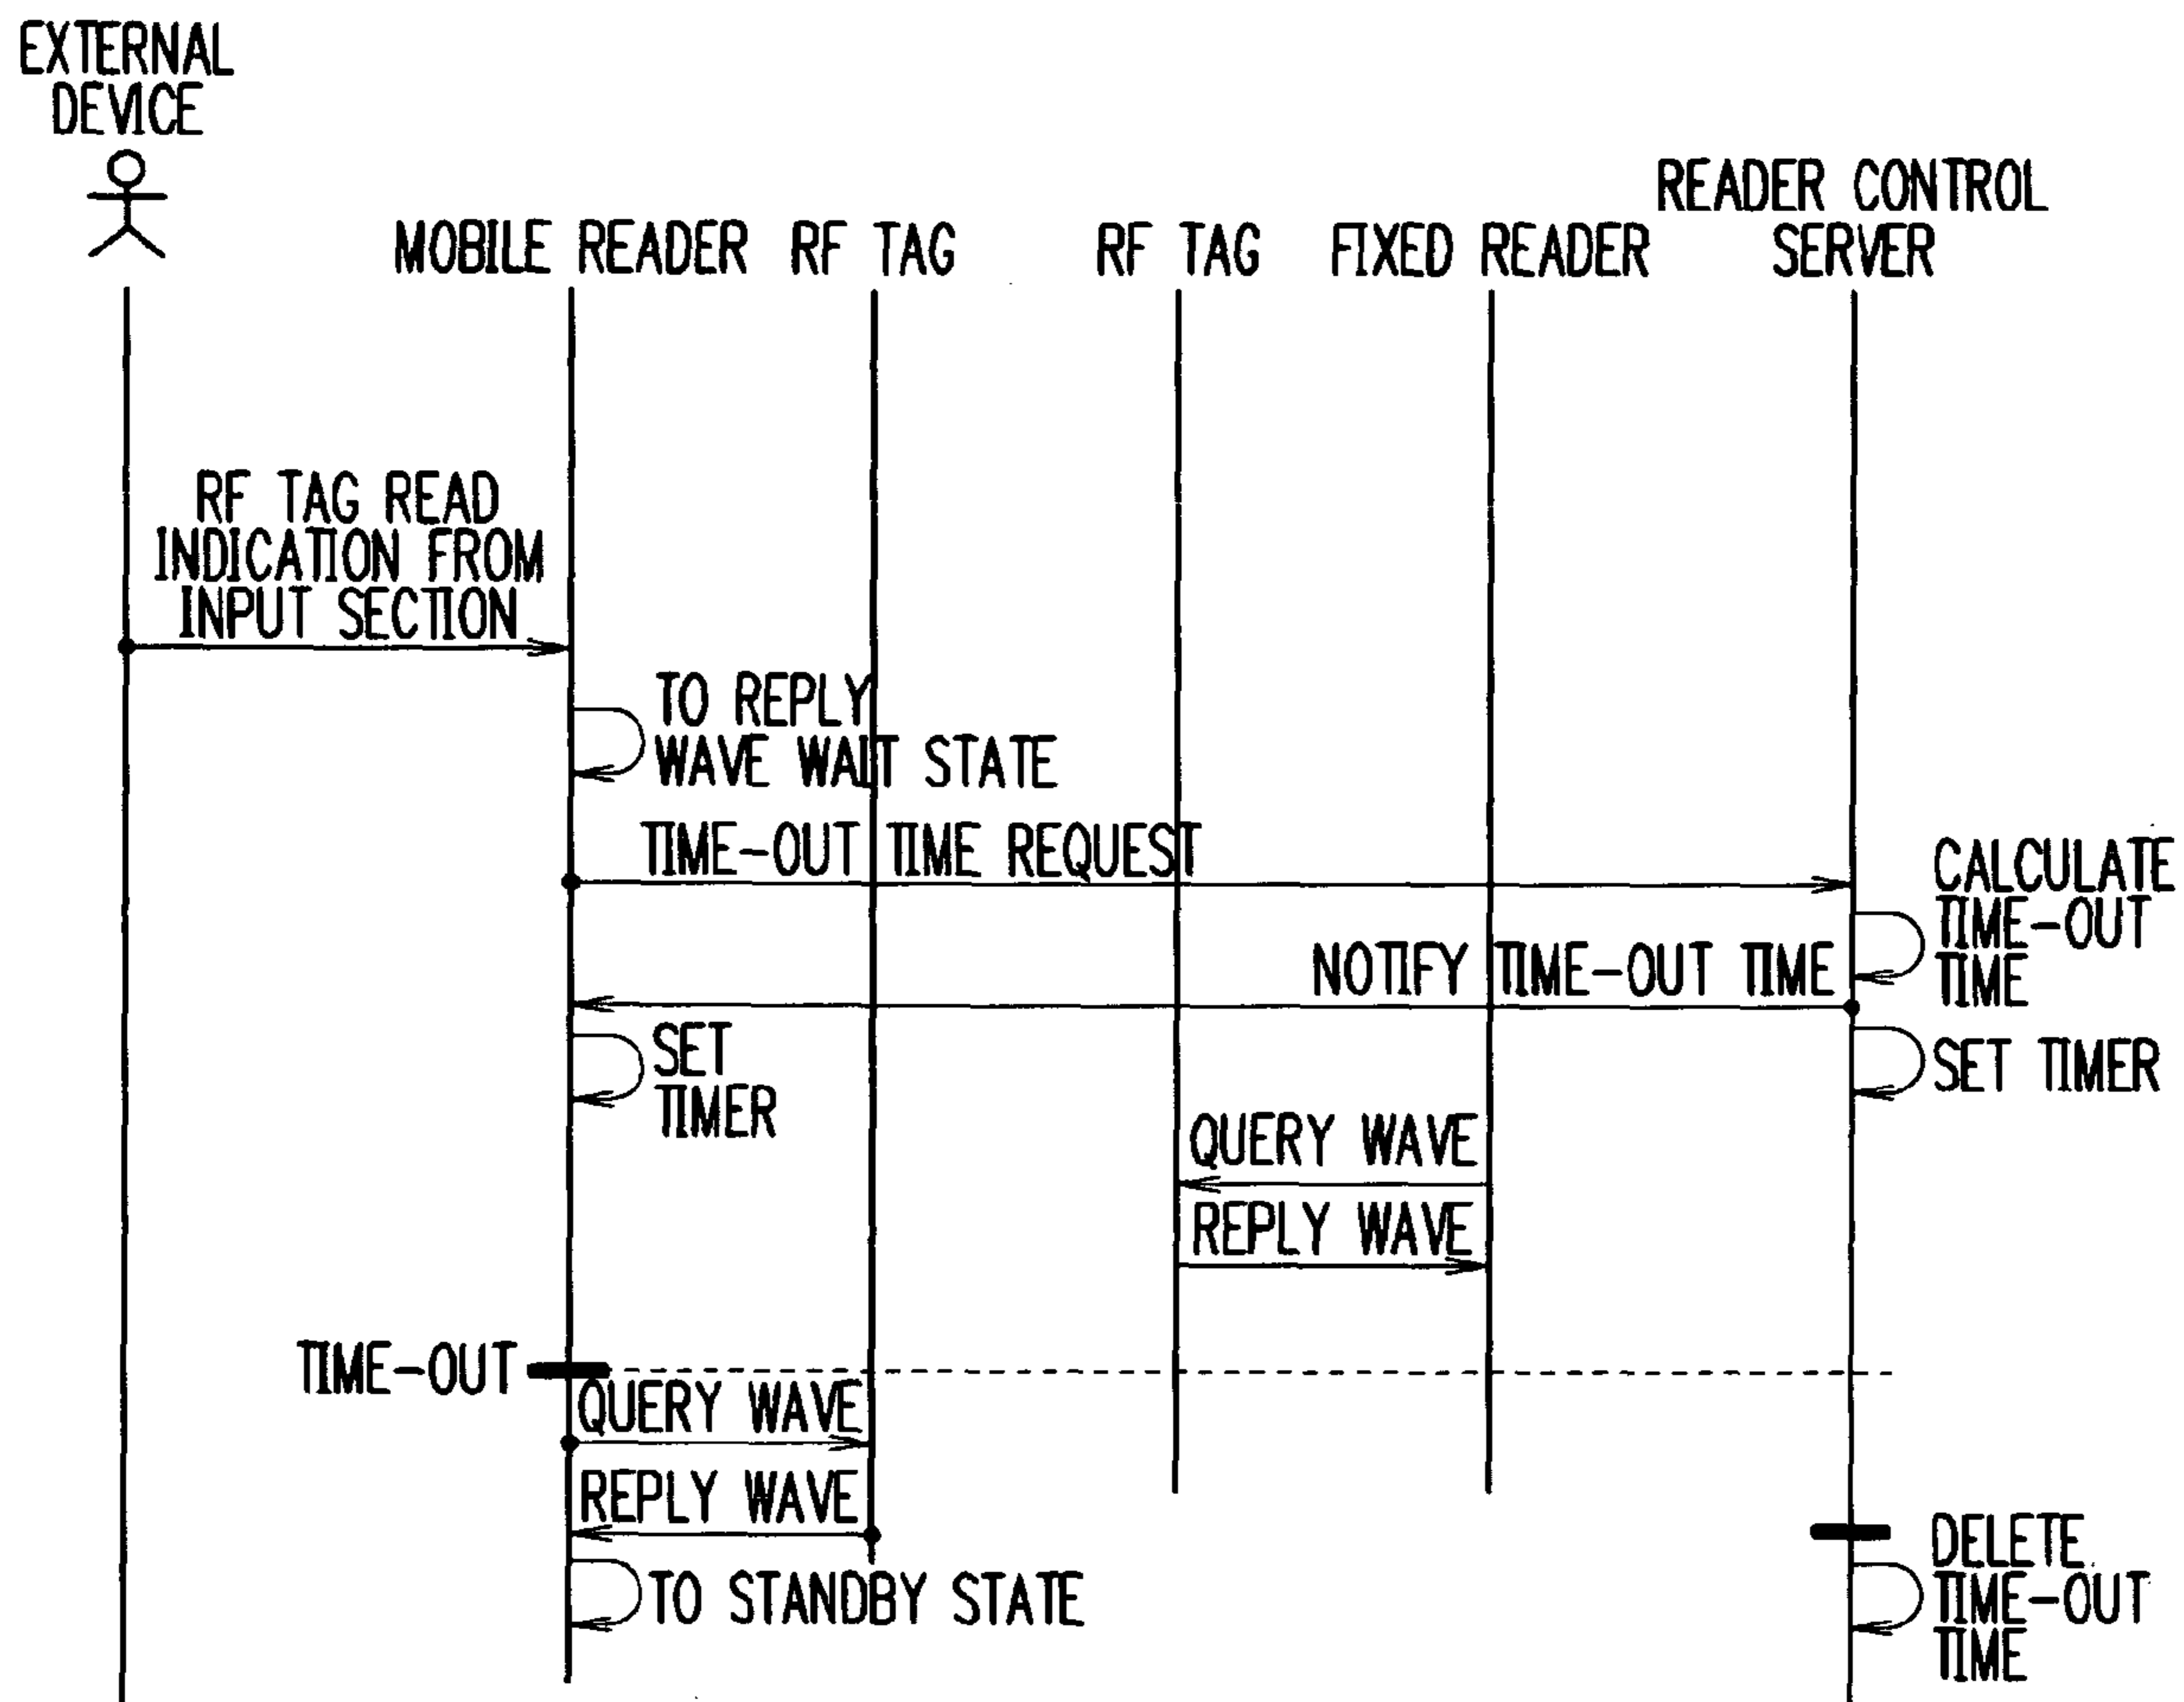 EXTERNAL
DEVICE
READER CONTROL
SERVER
MOBILE READER
RF TAG
RF TAG
FIXED READER
RF TAG READ
INDICATION FROM
INPUT SECTION
TO REPLY
WAVE WAIT STATE
TIME-OUT TIME REQUEST
CALCULATE
TIME-OUT
TIME
NOTIFY TIME-OUT TIME
SET
TIMER
SET TIMER
QUERY WAVE
REPLY WAVE
TIME-OUT
QUERY WAVE
REPLY WAVE
TO STANDBY STATE
DELETE
TIME-OUT
TIME